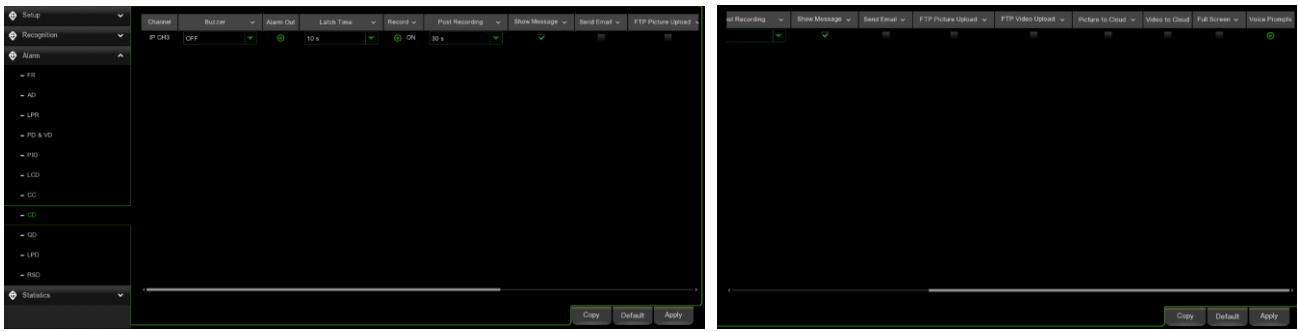 Setup
Recognition
Alarm
FR
AD
LPR
PD & VD
PID
LCD
CC
CD
QD
LPD
RSD
Statistics
Channel Buzzer Alarm Out Latch Time Record Post Recording Show Message Send Email FTP Picture Upload
IP CH3 OFF 10 s ON 30 s
Copy Default Apply
st Recording Show Message Send Email FTP Picture Upload FTP Video Upload Picture to Cloud Video to Cloud Full Screen Voice Prompts
Copy Default Apply